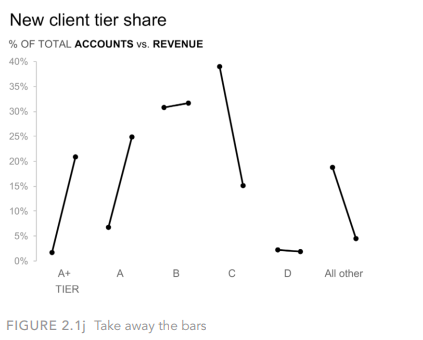 New client tier share
% OF TOTAL ACCOUNTS vs. REVENUE
40%
35%
30%
25%
20%
15%
10%
5%
0%
A+ A B C D All other
TIER
FIGURE 2.1j Take away the bars